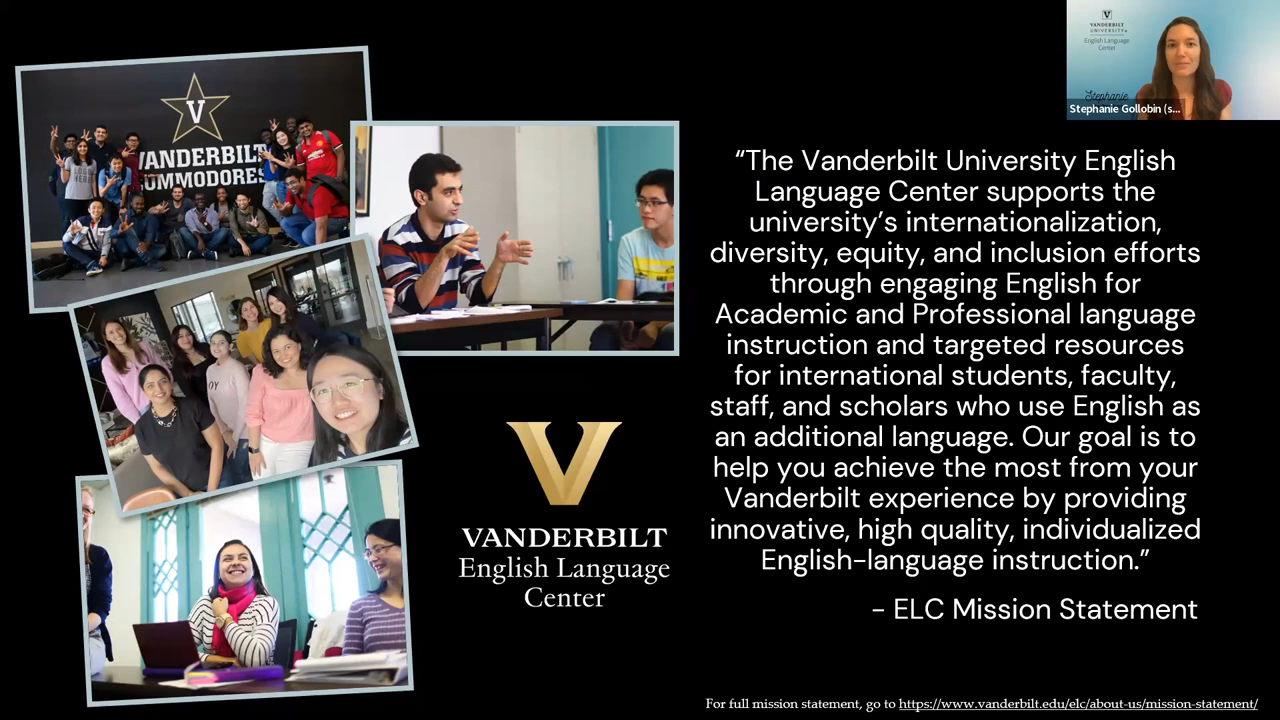 VANDERBILT
UNIVERSITY
English Language
Center
Stephanie
Stephanie Gollobin (s...
V
VANDERBILT
COMMODORES
“The Vanderbilt University English
Language Center supports the
university’s internationalization,
diversity, equity, and inclusion efforts
through engaging English for
Academic and Professional language
instruction and targeted resources
for international students, faculty,
staff, and scholars who use English as
an additional language. Our goal is to
help you achieve the most from your
Vanderbilt experience by providing
innovative, high quality, individualized
English-language instruction.”
– ELC Mission Statement
V
VANDERBILT
English Language
Center
For full mission statement, go to https://www.vanderbilt.edu/elc/about-us/mission-statement/